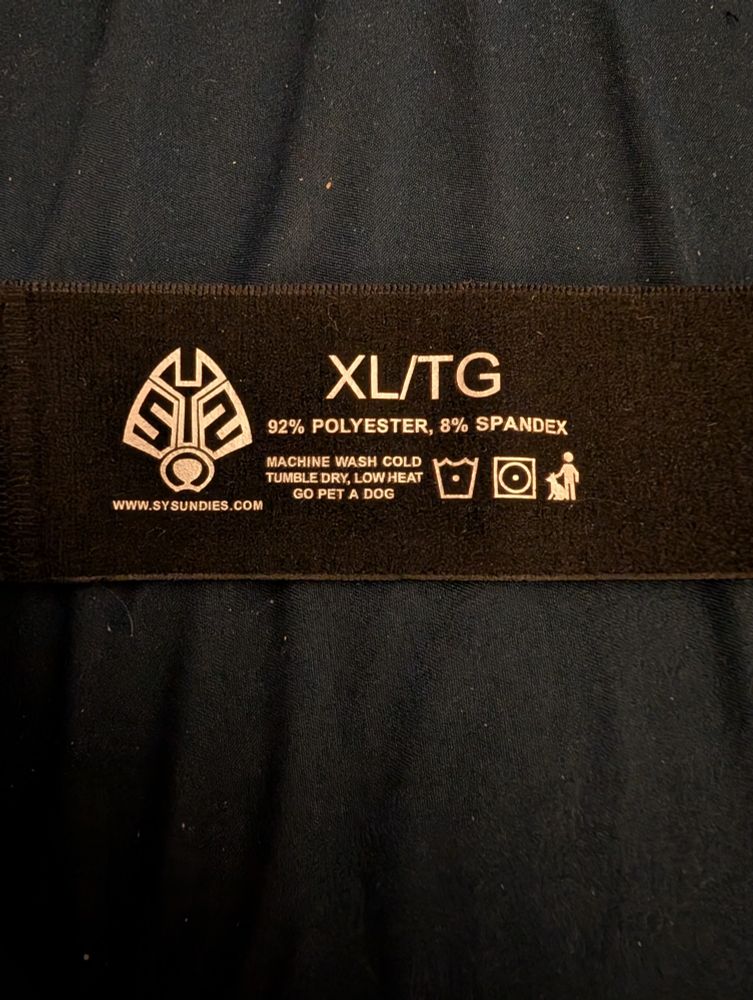 XL/TG
92% POLYESTER, 8% SPANDEX
MACHINE WASH COLD
TUMBLE DRY, LOW HEAT
GO PET A DOG
WWW.SYSUNDIES.COM